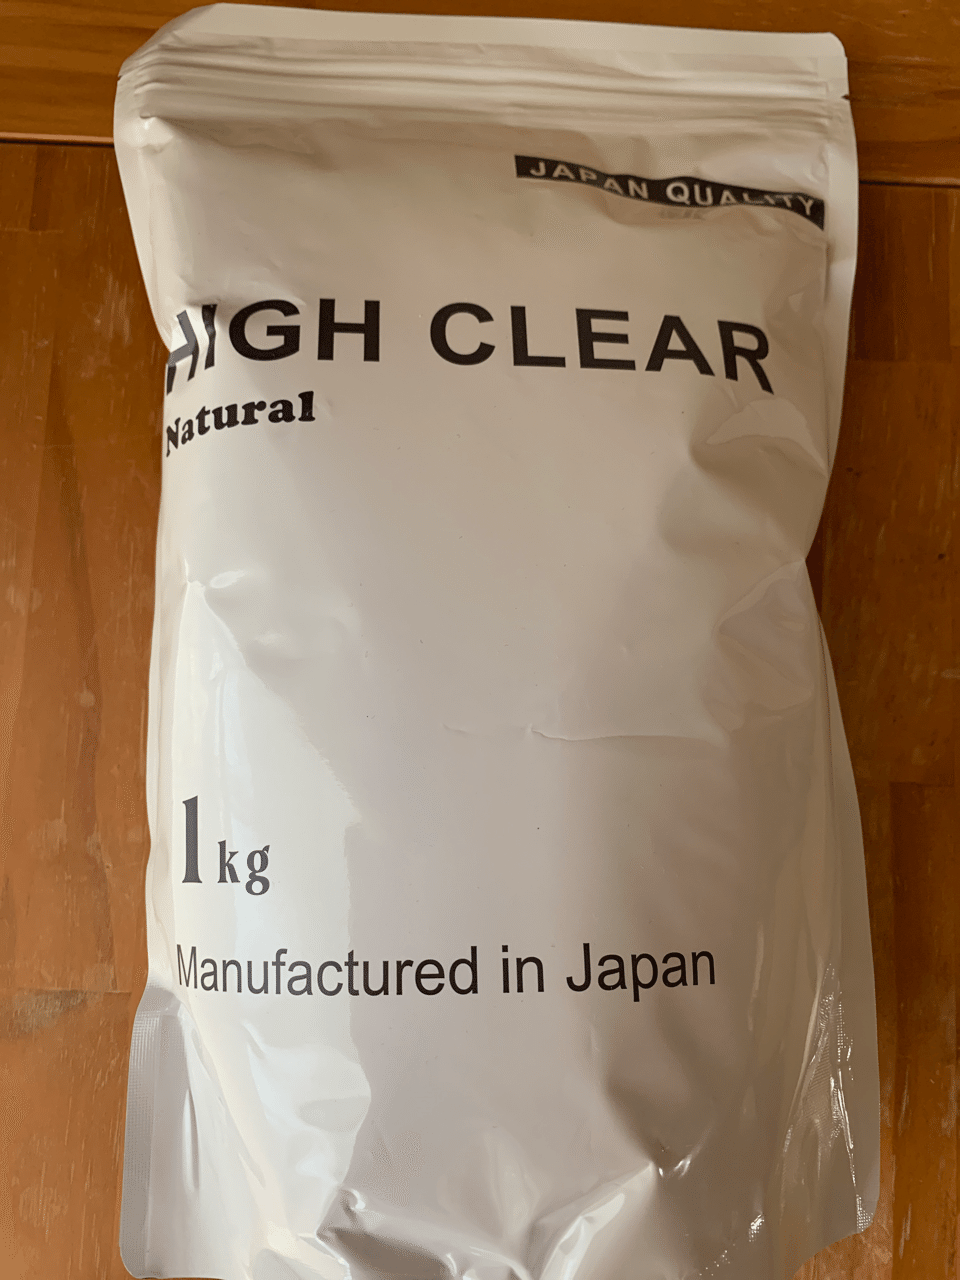 JAPAN QUALITY
HIGH CLEAR
Natural
1kg
Manufactured in Japan